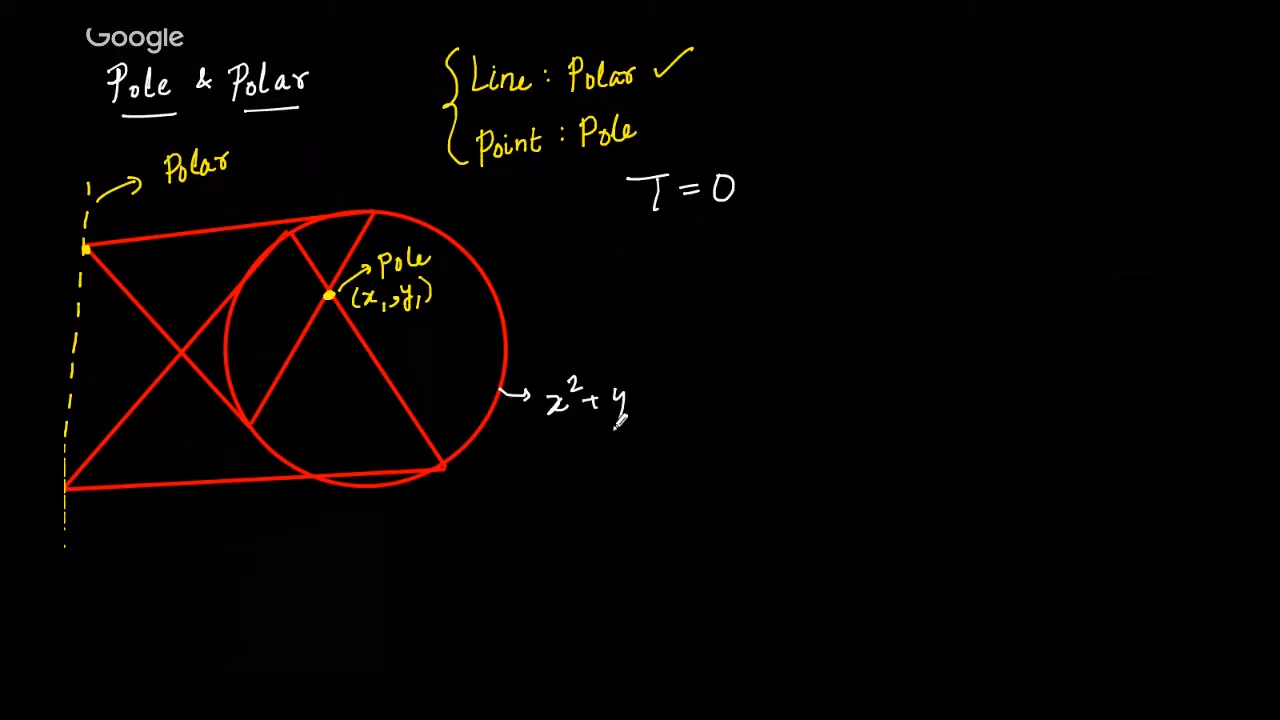 Google
Pole & Polar
Line : Polar ✓
Point : Pole
Polar
T = 0
Pole
(x₁, y₁)
x² + y